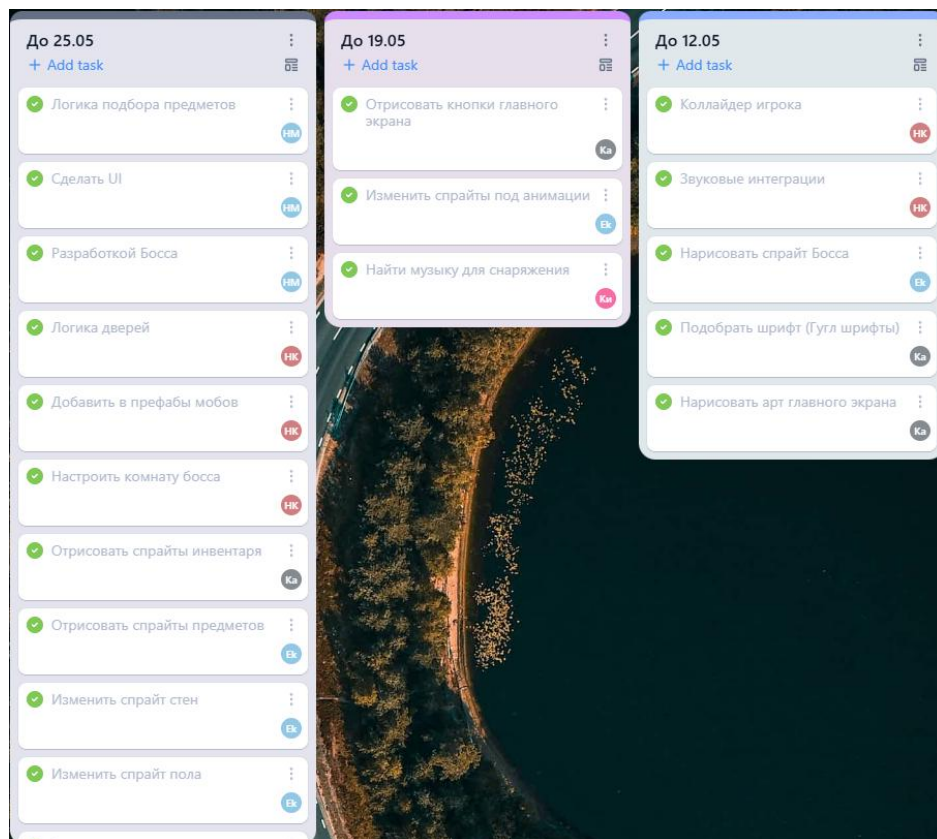 До 25.05
+ Add task
Логика подбора предметов
НМ
Сделать UI
НМ
Разработкой Босса
НМ
Логика дверей
НК
Добавить в префабы мобов
НК
Настроить комнату босса
НК
Отрисовать спрайты инвентаря
Ка
Отрисовать спрайты предметов
Ek
Изменить спрайт стен
Ek
Изменить спрайт пола
Ek
До 19.05
+ Add task
Отрисовать кнопки главного
экрана
Ка
Изменить спрайты под анимации
Ek
Найти музыку для снаряжения
Ки
До 12.05
+ Add task
Коллайдер игрока
НК
Звуковые интеграции
НК
Нарисовать спрайт Босса
Ek
Подобрать шрифт (Гугл шрифты)
Ка
Нарисовать арт главного экрана
Ка